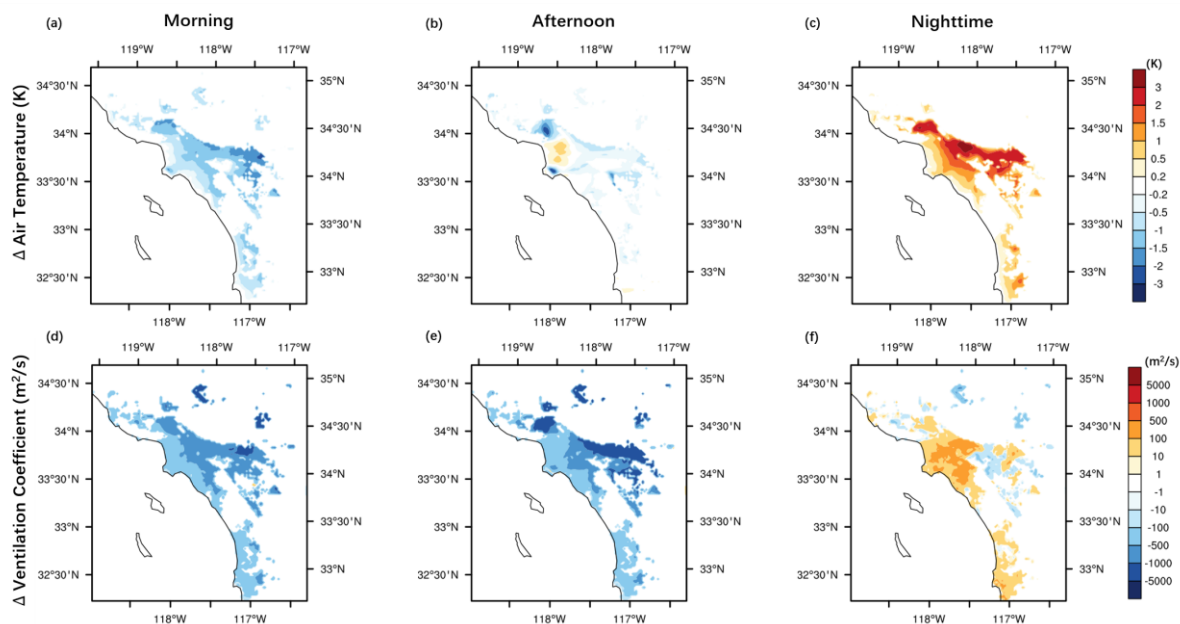 Morning
Afternoon
Nighttime
(a)
(b)
(c)
119°W 118°W 117°W
119°W 118°W 117°W
119°W 118°W 117°W
(K)
Δ Air Temperature (K)
34°30'N
34°N
33°30'N
33°N
32°30'N
35°N
34°30'N
34°N
33°30'N
33°N
34°30'N
34°N
33°30'N
33°N
32°30'N
35°N
34°30'N
34°N
33°30'N
33°N
34°30'N
34°N
33°30'N
33°N
32°30'N
35°N
34°30'N
34°N
33°30'N
33°N
3
2
1.5
1
0.5
0.2
-0.2
-0.5
-1
-1.5
-2
-3
118°W 117°W
118°W 117°W
118°W 117°W
(d)
(e)
(f)
119°W 118°W 117°W
119°W 118°W 117°W
119°W 118°W 117°W
(m²/s)
Δ Ventilation Coefficient (m²/s)
34°30'N
34°N
33°30'N
33°N
32°30'N
35°N
34°30'N
34°N
33°30'N
33°N
34°30'N
34°N
33°30'N
33°N
32°30'N
35°N
34°30'N
34°N
33°30'N
33°N
34°30'N
34°N
33°30'N
33°N
32°30'N
35°N
34°30'N
34°N
33°30'N
33°N
5000
1000
500
100
10
1
-1
-10
-100
-500
-1000
-5000
118°W 117°W
118°W 117°W
118°W 117°W